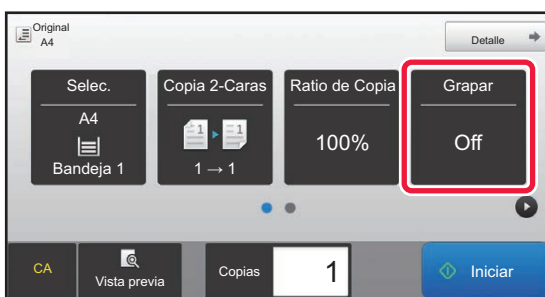 Original
A4
Detalle
Selec.
A4
Bandeja 1
Copia 2-Caras
1 1
1 → 1
Ratio de Copia
100%
Grapar
Off
CA
Vista previa
Copias
1
Iniciar